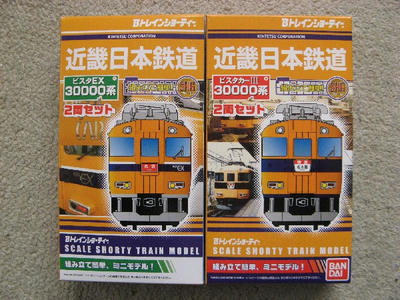 Bトレインショーティー
KINTETSU CORPORATION
近畿日本鉄道
ビスタEX
30000系
2両セット
Bトレインショーティー
SCALE SHORTY TRAIN MODEL
組み立て簡単、ミニモデル！
Bトレインショーティー
KINTETSU CORPORATION
近畿日本鉄道
ビスタカーIII
30000系
2両セット
Bトレインショーティー
SCALE SHORTY TRAIN MODEL
組み立て簡単、ミニモデル！
BAN
DAI